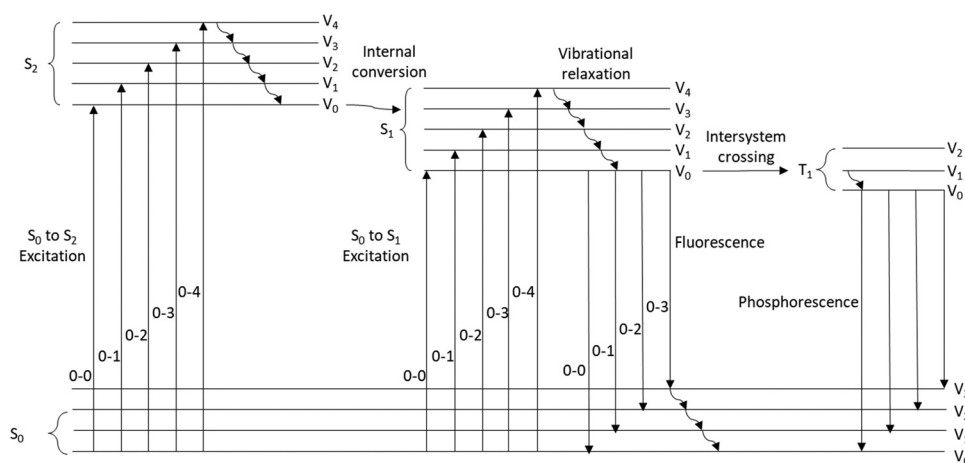 V4
V3
S2
V2
V1
V0
Internal
conversion
Vibrational
relaxation
V4
V3
S1
V2
V1
V0
Intersystem
crossing
V2
T1
V1
V0
S0 to S2
Excitation
S0 to S1
Excitation
Fluorescence
Phosphorescence
0-0
0-1
0-2
0-3
0-4
0-0
0-1
0-2
0-3
0-4
0-0
0-1
0-2
0-3
S0
V
V
V
V